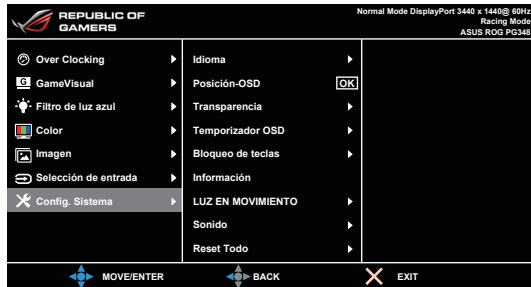 REPUBLIC OF
GAMERS
Normal Mode DisplayPort 3440 x 1440@ 60Hz
Racing Mode
ASUS ROG PG348
Over Clocking
G GameVisual
Filtro de luz azul
Color
Imagen
Selección de entrada
Config. Sistema
Idioma
Posición-OSD OK
Transparencia
Temporizador OSD
Bloqueo de teclas
Información
LUZ EN MOVIMIENTO
Sonido
Reset Todo
MOVE/ENTER
BACK
EXIT